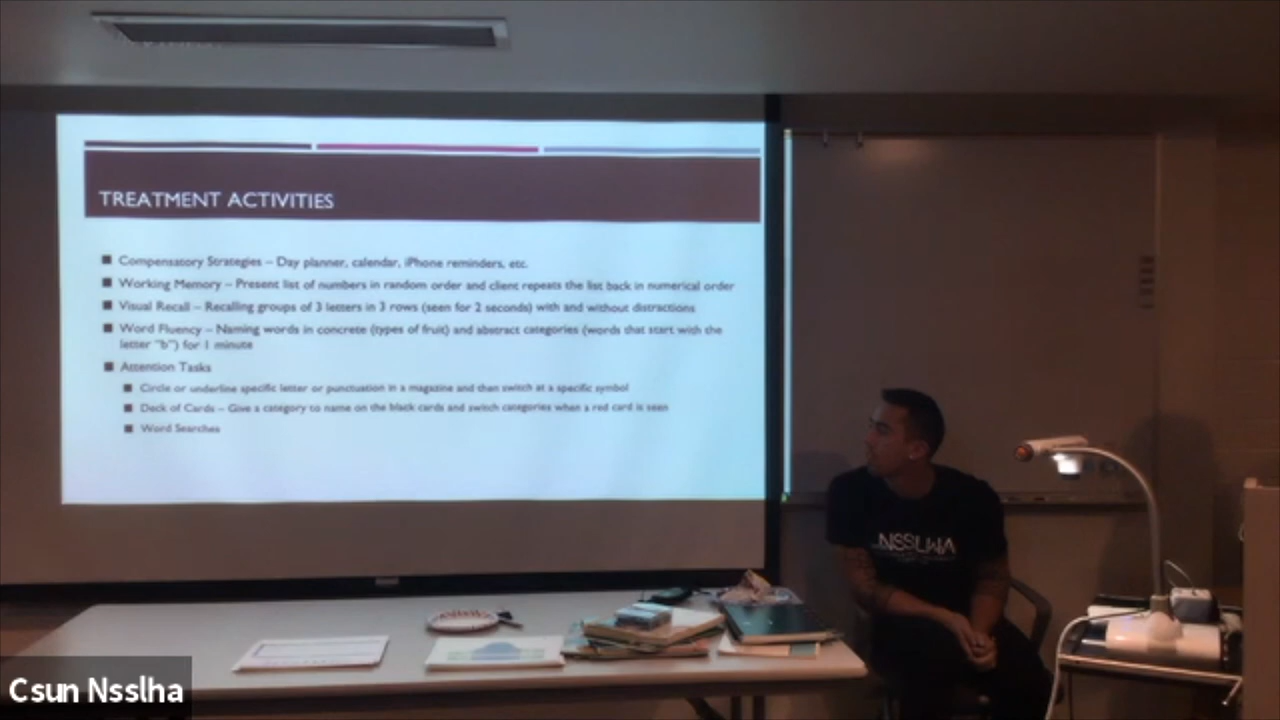 TREATMENT ACTIVITIES
Compensatory Strategies – Day planner, calendar, iPhone reminders, etc.
Working Memory – Present list of numbers in random order and client repeats the list back in numerical order
Visual Recall – Recalling groups of 3 letters in 3 rows (seen for 2 seconds) with and without distractions
Word Fluency – Naming words in concrete (types of fruit) and abstract categories (words that start with the
letter "b") for 1 minute
Attention Tasks
Circle or underline specific letter or punctuation in a magazine and then switch at a specific symbol
Deck of Cards – Give a category to name on the black cards and switch categories when a red card is seen
Word Searches
NSSLHA
Csun Nsslha